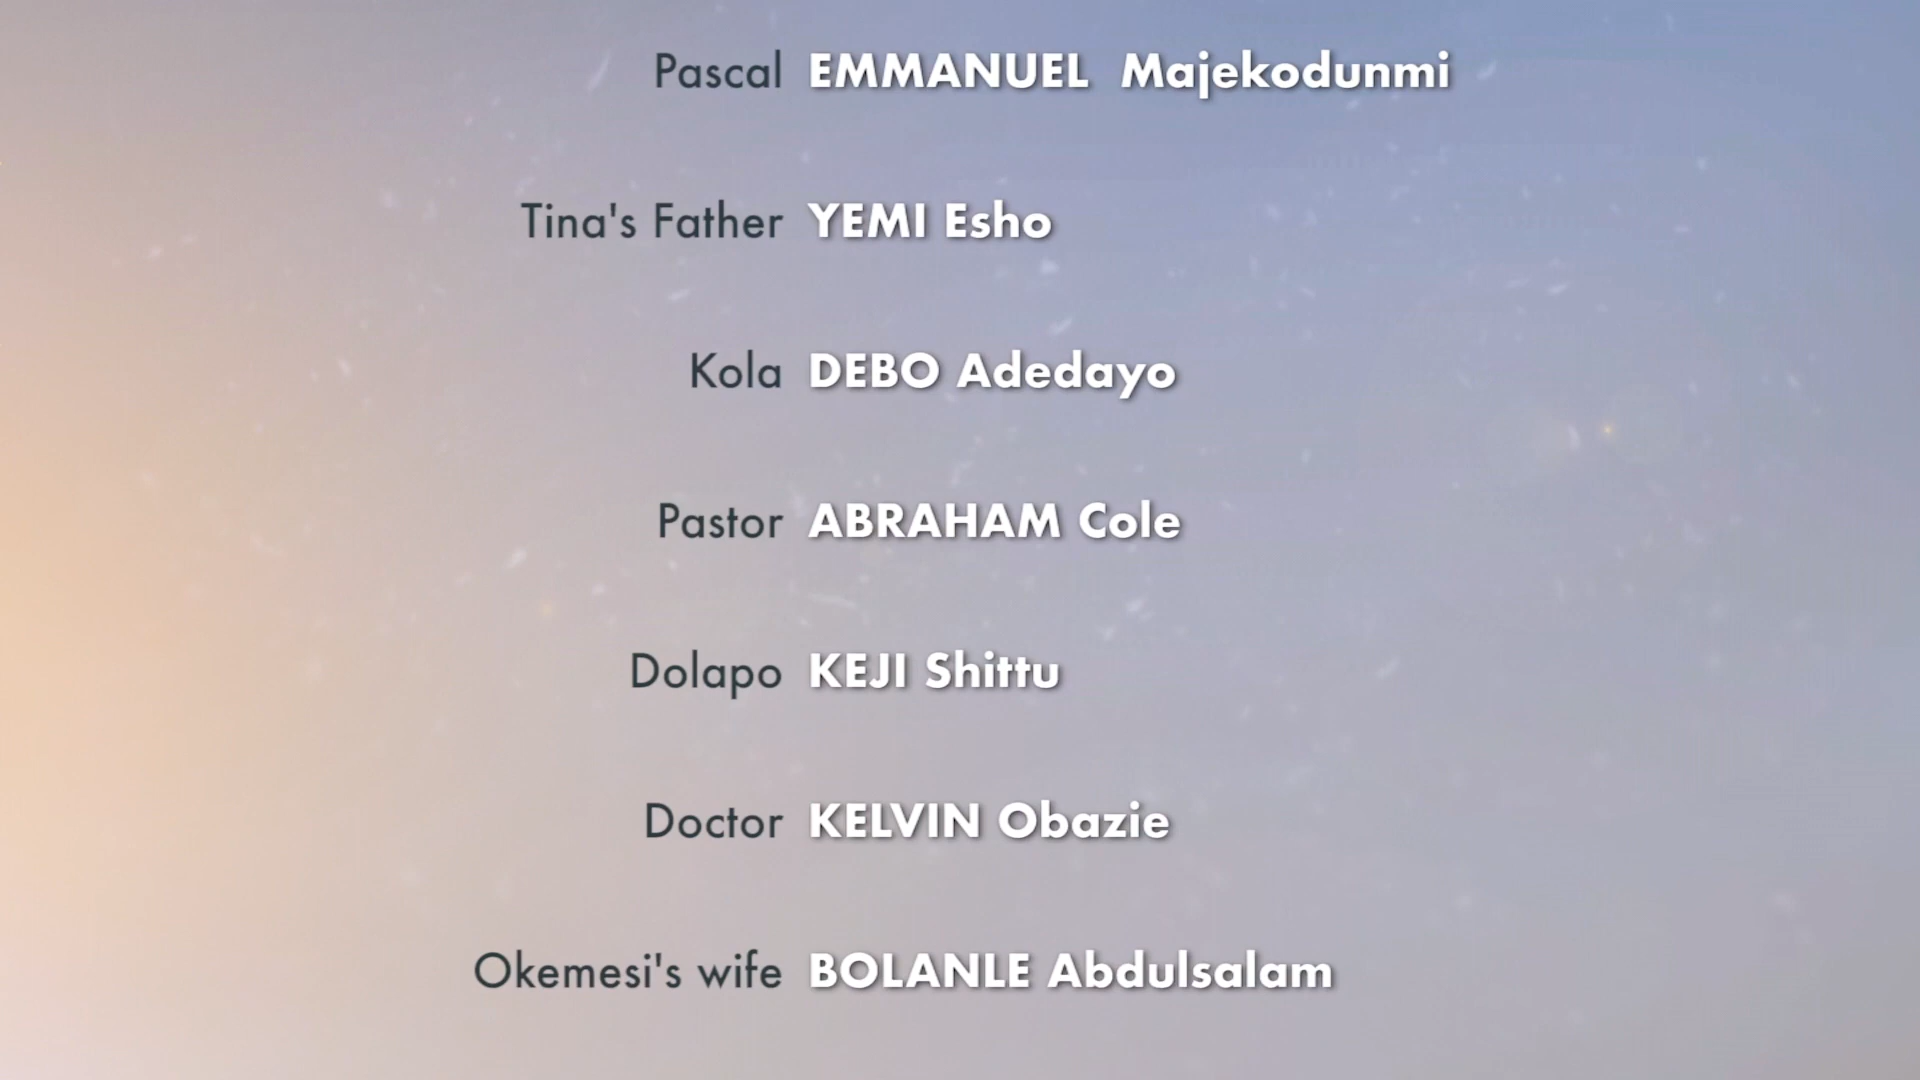 Pascal EMMANUEL Majekodunmi
Tina's Father YEMI Esho
Kola DEBO Adedayo
Pastor ABRAHAM Cole
Dolapo KEJI Shittu
Doctor KELVIN Obazie
Okemesi's wife BOLANLE Abdulsalam